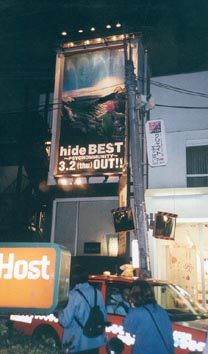 hide BEST
~PSYCHOMMUNITY~
3.2 (thu) OUT!!
Host